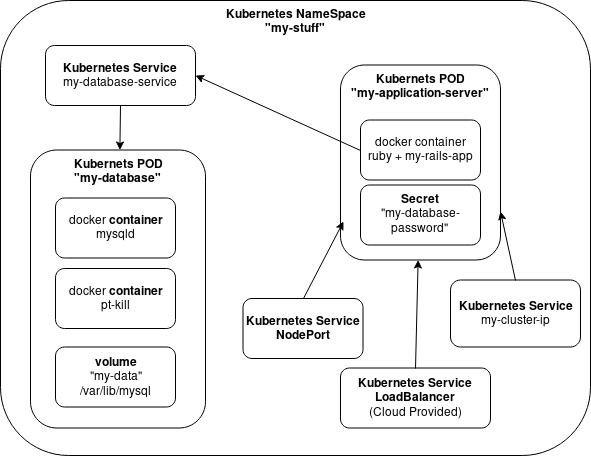 Kubernetes NameSpace
"my-stuff"
Kubernetes Service
my-database-service
Kubernets POD
"my-database"
docker container
mysqld
docker container
pt-kill
volume
"my-data"
/var/lib/mysql
Kubernets POD
"my-application-server"
docker container
ruby + my-rails-app
Secret
"my-database-
password"
Kubernetes Service
NodePort
Kubernetes Service
LoadBalancer
(Cloud Provided)
Kubernetes Service
my-cluster-ip